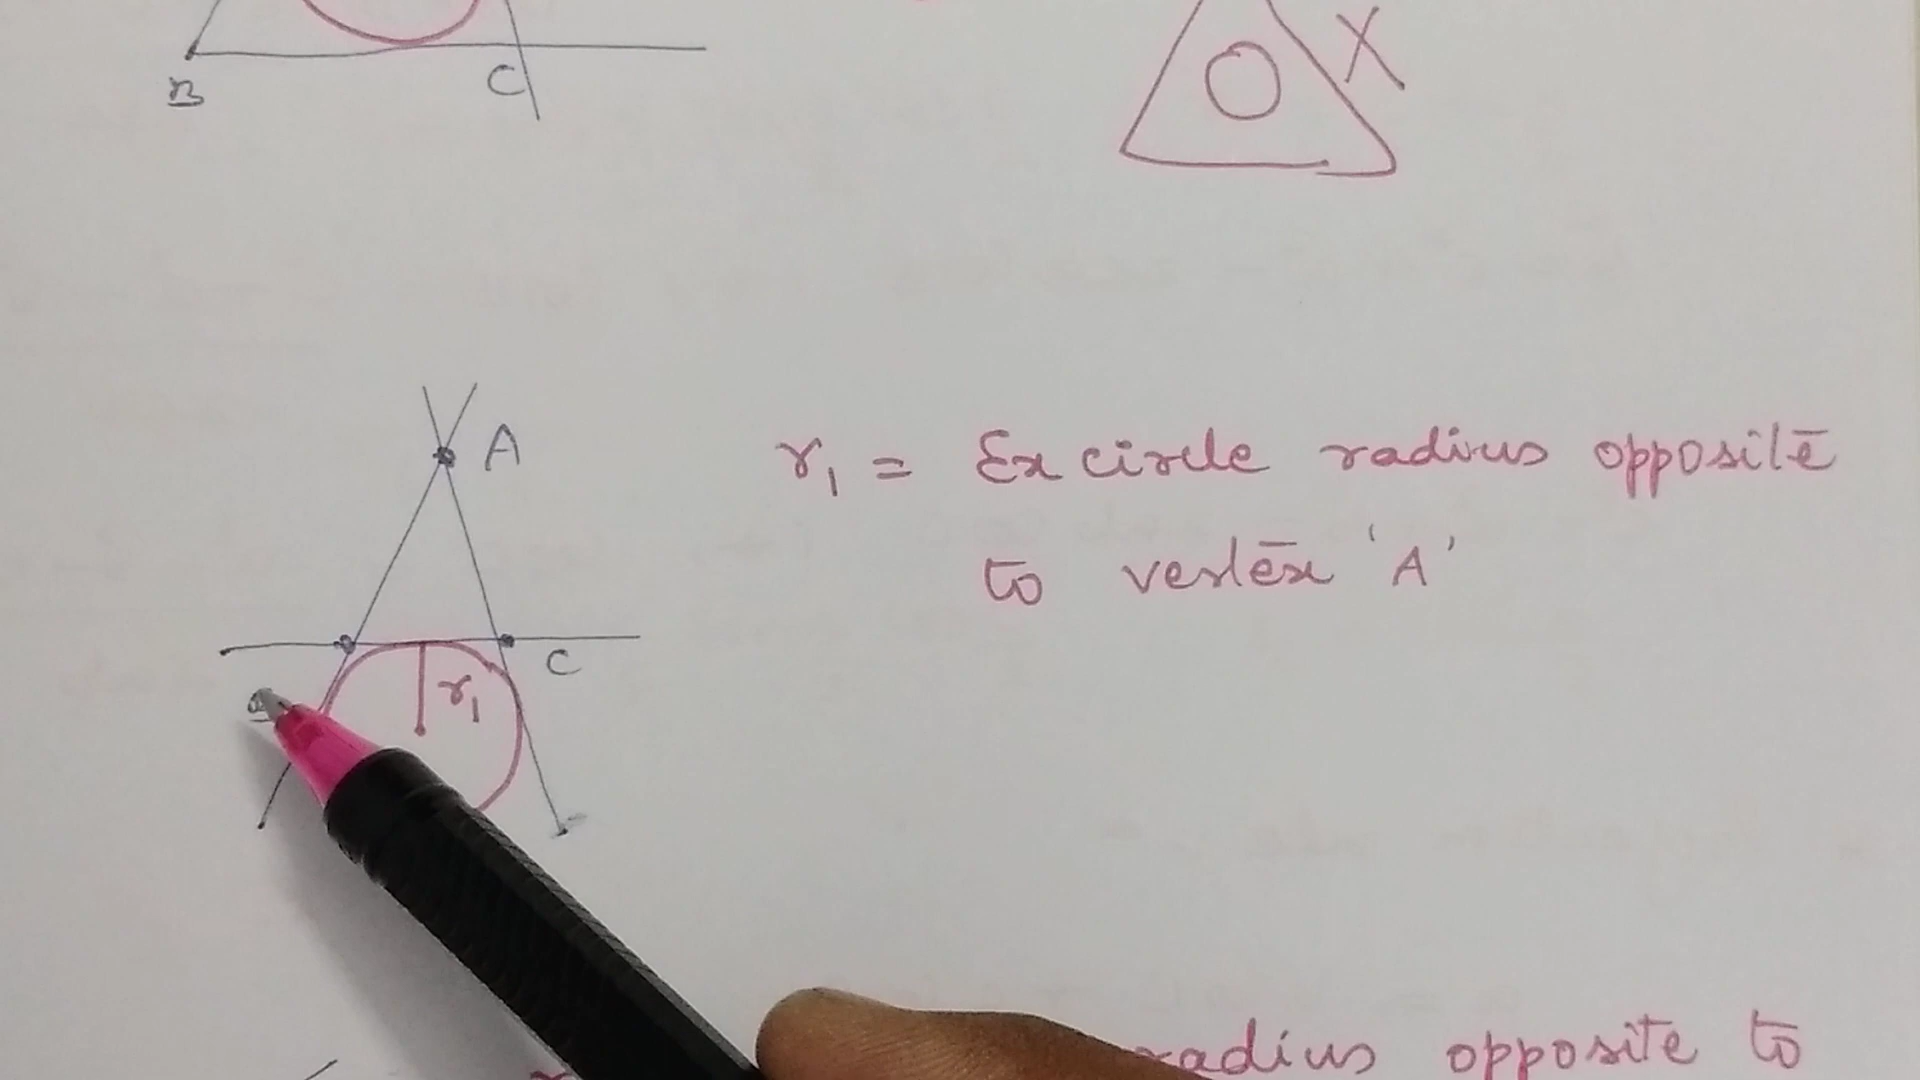 B
C
A
r₁ = Excircle radius opposite
to vertex 'A'
C
r₁
radius opposite to